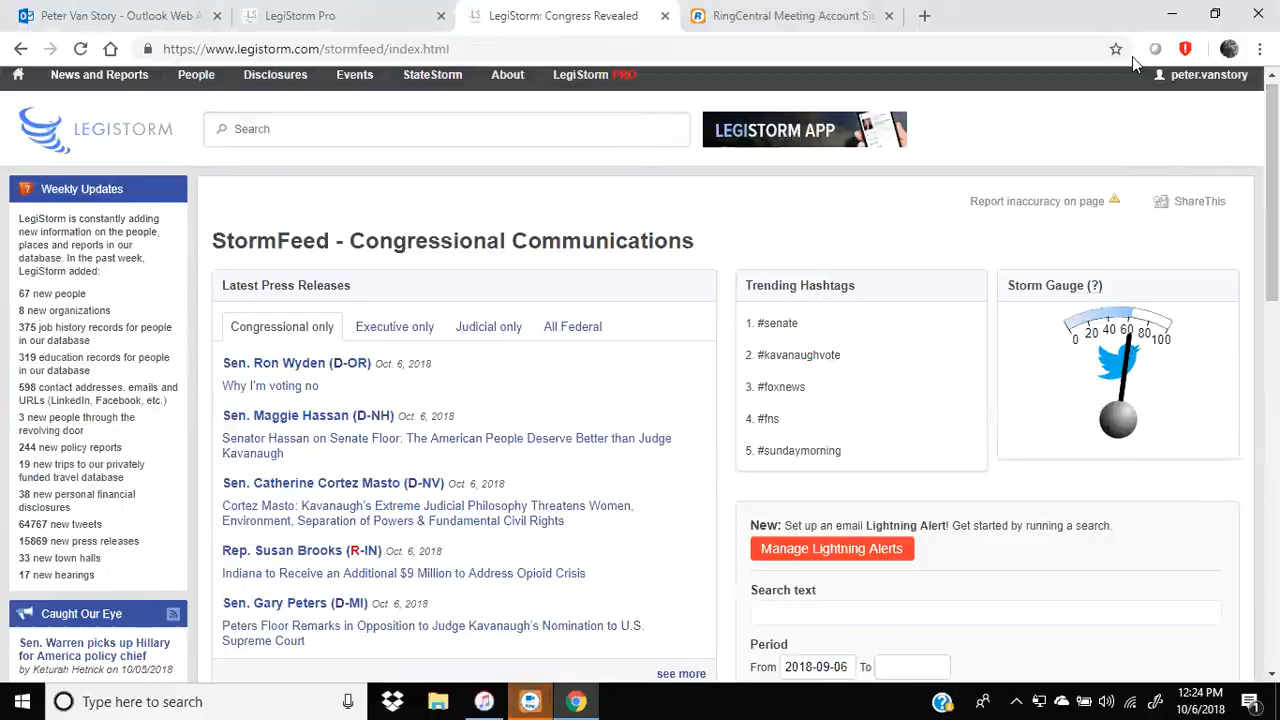 Peter Van Story - Outlook Web A
LegiStorm Pro
LegiStorm: Congress Revealed
RingCentral Meeting Account Sig
https://www.legistorm.com/stormfeed/index.html
News and Reports People Disclosures Events StateStorm About LegiStorm PRO peter.vanstory
LEGISTORM
Search
LEGISTORM APP
Weekly Updates
LegiStorm is constantly adding
new information on the people,
places and reports in our
database. In the past week,
LegiStorm added:
67 new people
8 new organizations
375 job history records for people
in our database
319 education records for people
in our database
598 contact addresses, emails and
URLs (LinkedIn, Facebook, etc.)
3 new people through the
revolving door
244 new policy reports
19 new trips to our privately
funded travel database
38 new personal financial
disclosures
64767 new tweets
15869 new press releases
33 new town halls
17 new hearings
Caught Our Eye
Sen. Warren picks up Hillary
for America policy chief
by Keturah Hetrick on 10/05/2018
Report inaccuracy on page
ShareThis
StormFeed - Congressional Communications
Latest Press Releases
Congressional only Executive only Judicial only All Federal
Sen. Ron Wyden (D-OR) Oct. 6, 2018
Why I'm voting no
Sen. Maggie Hassan (D-NH) Oct. 6, 2018
Senator Hassan on Senate Floor: The American People Deserve Better than Judge
Kavanaugh
Sen. Catherine Cortez Masto (D-NV) Oct. 6, 2018
Cortez Masto: Kavanaugh's Extreme Judicial Philosophy Threatens Women,
Environment, Separation of Powers & Fundamental Civil Rights
Rep. Susan Brooks (R-IN) Oct. 6, 2018
Indiana to Receive an Additional $9 Million to Address Opioid Crisis
Sen. Gary Peters (D-MI) Oct. 6, 2018
Peters Floor Remarks in Opposition to Judge Kavanaugh's Nomination to U.S.
Supreme Court
see more
Trending Hashtags
1. #senate
2. #kavanaughvote
3. #foxnews
4. #fns
5. #sundaymorning
Storm Gauge (?)
0 20 40 60 80 100
New: Set up an email Lightning Alert! Get started by running a search.
Manage Lightning Alerts
Search text
Period
From 2018-09-06 To
Type here to search
12:24 PM
10/6/2018
1